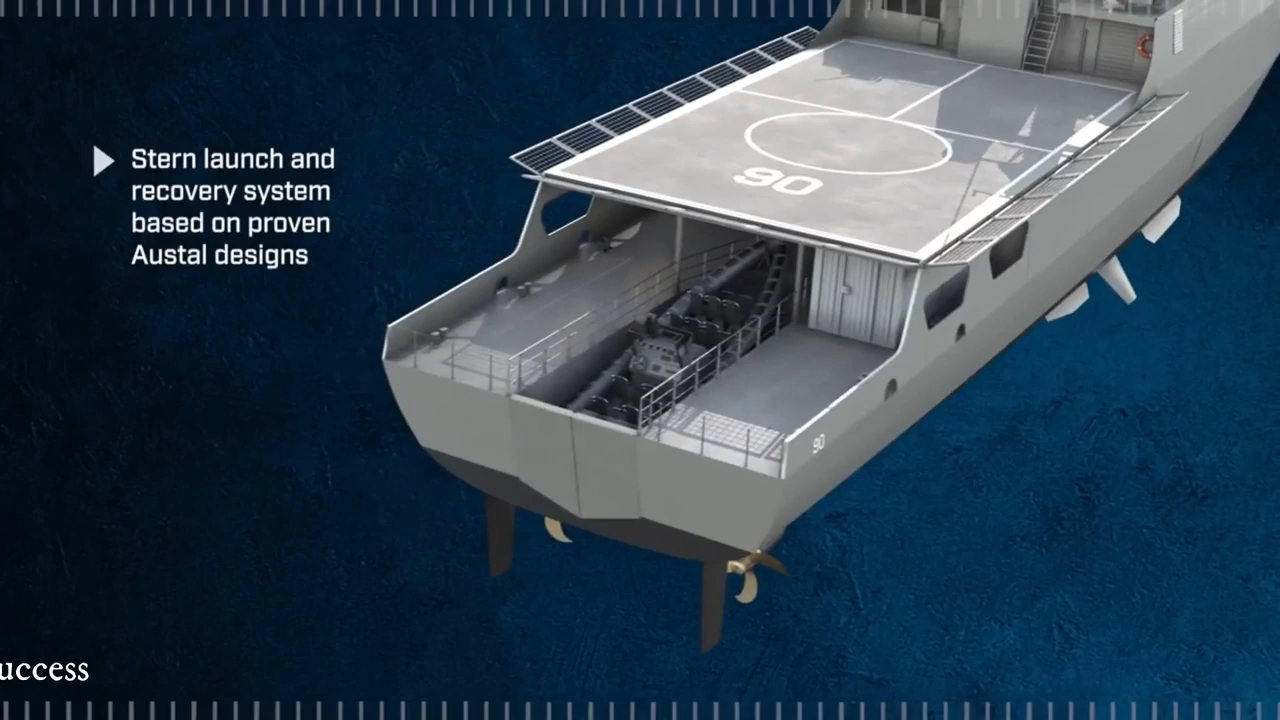 Stern launch and
recovery system
based on proven
Austal designs
90
90
uccess